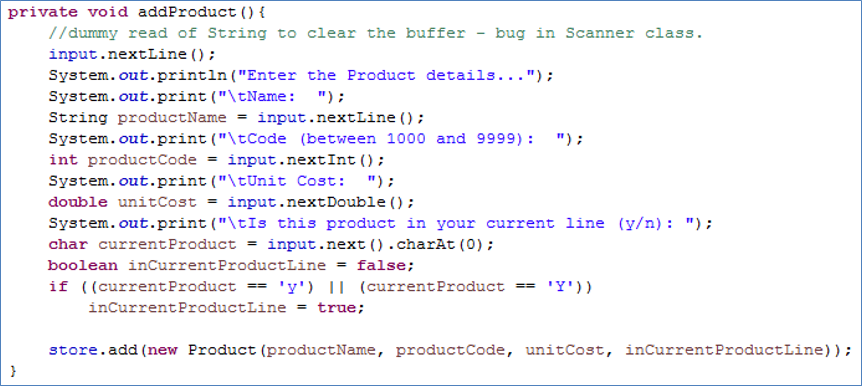 private void addProduct(){
    //dummy read of String to clear the buffer - bug in Scanner class.
    input.nextLine();
    System.out.println("Enter the Product details...");
    System.out.print("\tName:  ");
    String productName = input.nextLine();
    System.out.print("\tCode (between 1000 and 9999):  ");
    int productCode = input.nextInt();
    System.out.print("\tUnit Cost:  ");
    double unitCost = input.nextDouble();
    System.out.print("\tIs this product in your current line (y/n): ");
    char currentProduct = input.next().charAt(0);
    boolean inCurrentProductLine = false;
    if ((currentProduct == 'y') || (currentProduct == 'Y'))
        inCurrentProductLine = true;

    store.add(new Product(productName, productCode, unitCost, inCurrentProductLine));
}